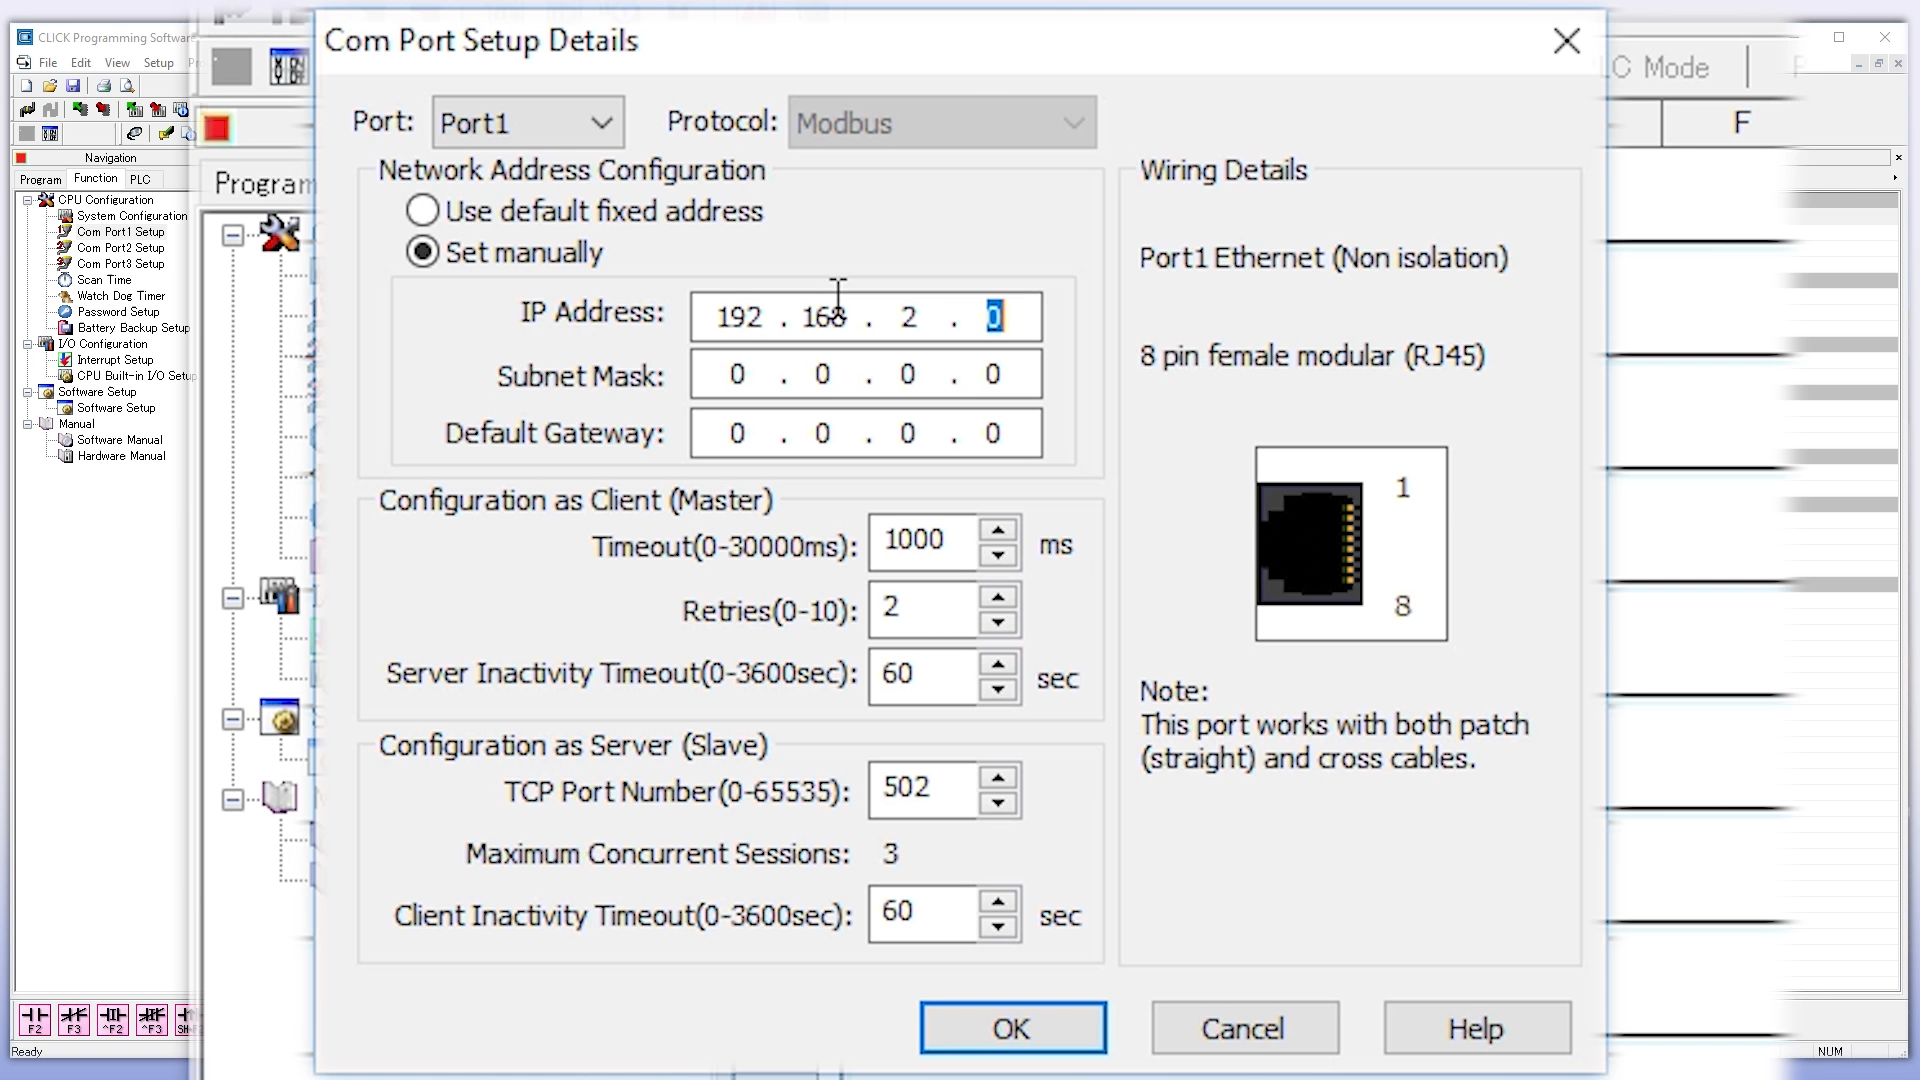 CLICK Programming Software
File Edit View Setup
Navigation
Program Function PLC
CPU Configuration
System Configuration
Com Port1 Setup
Com Port2 Setup
Com Port3 Setup
Scan Time
Watch Dog Timer
Password Setup
Battery Backup Setup
I/O Configuration
Interrupt Setup
CPU Built-in I/O Setup
Software Setup
Software Setup
Manual
Software Manual
Hardware Manual
F2 F3 ^F2 ^F3
Ready
Program
Com Port Setup Details
Port: Port1 Protocol: Modbus
Network Address Configuration
Use default fixed address
Set manually
IP Address: 192 . 168 . 2 . 0
Subnet Mask: 0 . 0 . 0 . 0
Default Gateway: 0 . 0 . 0 . 0
Configuration as Client (Master)
Timeout(0-30000ms): 1000 ms
Retries(0-10): 2
Server Inactivity Timeout(0-3600sec): 60 sec
Configuration as Server (Slave)
TCP Port Number(0-65535): 502
Maximum Concurrent Sessions: 3
Client Inactivity Timeout(0-3600sec): 60 sec
Wiring Details
Port1 Ethernet (Non isolation)
8 pin female modular (RJ45)
1
8
Note:
This port works with both patch
(straight) and cross cables.
OK Cancel Help
Mode
F
NUM